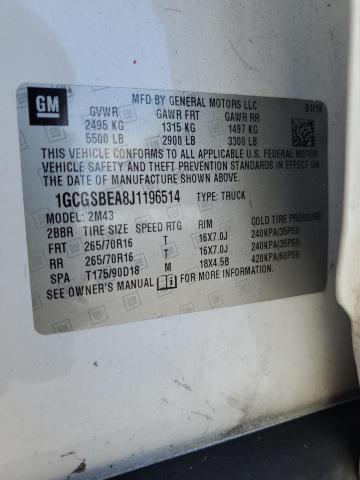 GM
MFD BY GENERAL MOTORS LLC 01/18
GVWR GAWR FRT GAWR RR
2495 KG 1315 KG 1497 KG
5500 LB 2900 LB 3300 LB
THIS VEHICLE CONFORMS TO ALL APPLICABLE U.S. FEDERAL MOTOR
VEHICLE SAFETY AND THEFT PREVENTION STANDARDS IN EFFECT ON
THE DATE OF MANUFACTURE SHOWN ABOVE.
1GCGSBEA8J1196514 TYPE: TRUCK
MODEL: 2M43
2BBR TIRE SIZE SPEED RTG RIM COLD TIRE PRESSURE
FRT 265/70R16 T 16X7.0J 240KPA(35PSI)
RR 265/70R16 T 16X7.0J 240KPA(35PSI)
SPA T175/90D18 M 18X4.5B 420KPA(60PSI)
SEE OWNER'S MANUAL FOR MORE INFORMATION.